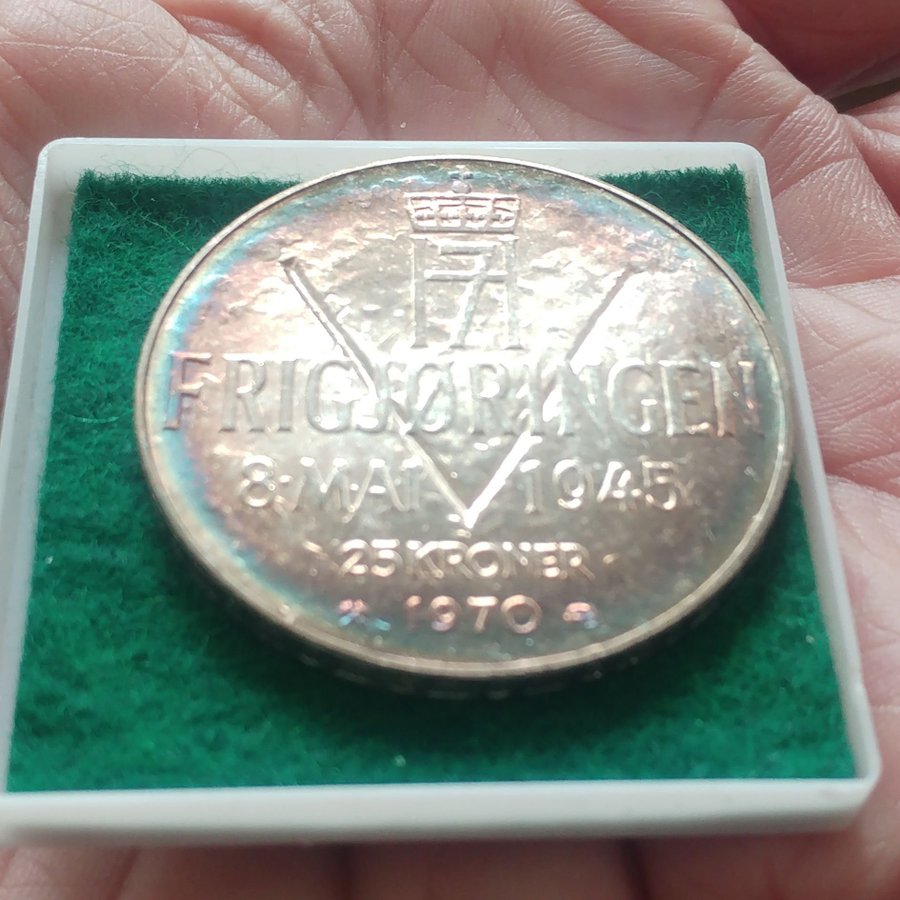 FRIGJØRINGEN
8·MAI 1945
25 KRONER
1970